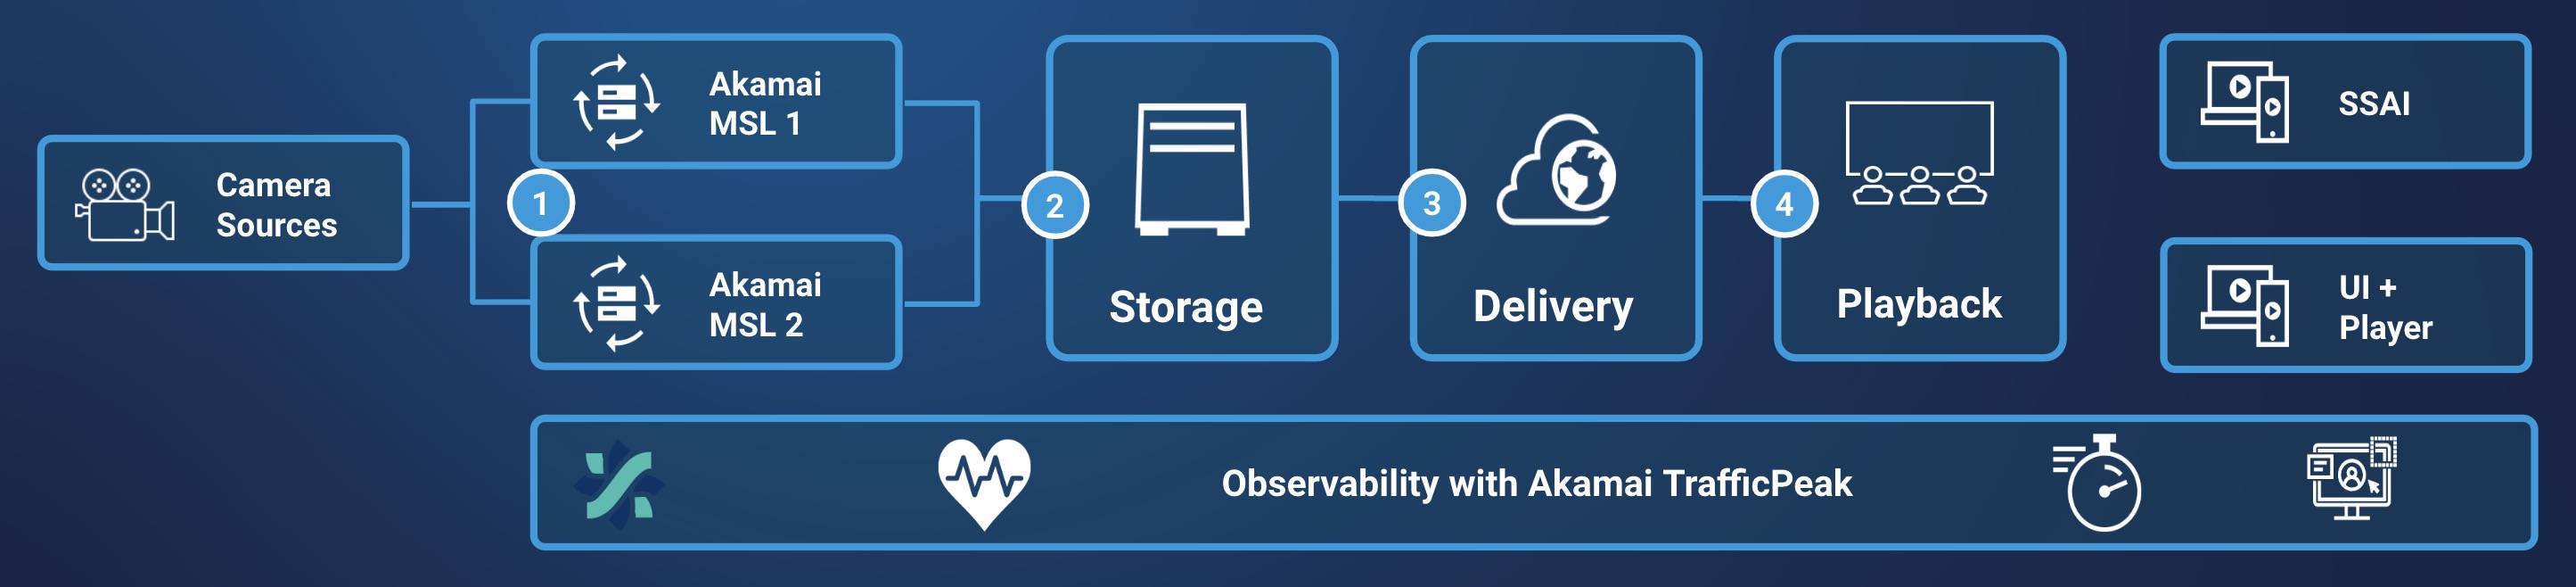 Camera
Sources
1
Akamai
MSL 1
Akamai
MSL 2
2
Storage
3
Delivery
4
Playback
SSAI
UI +
Player
Observability with Akamai TrafficPeak